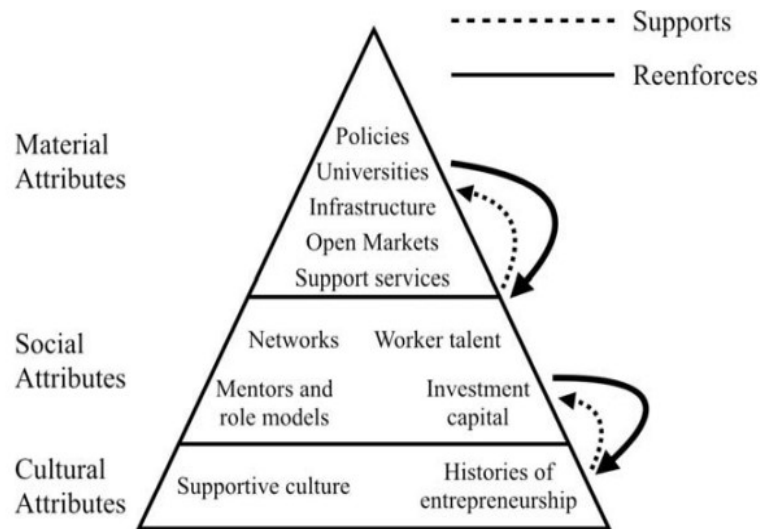 Supports
Reenforces
Material
Attributes
Policies
Universities
Infrastructure
Open Markets
Support services
Social
Attributes
Networks Worker talent
Mentors and
role models
Investment
capital
Cultural
Attributes
Supportive culture
Histories of
entrepreneurship